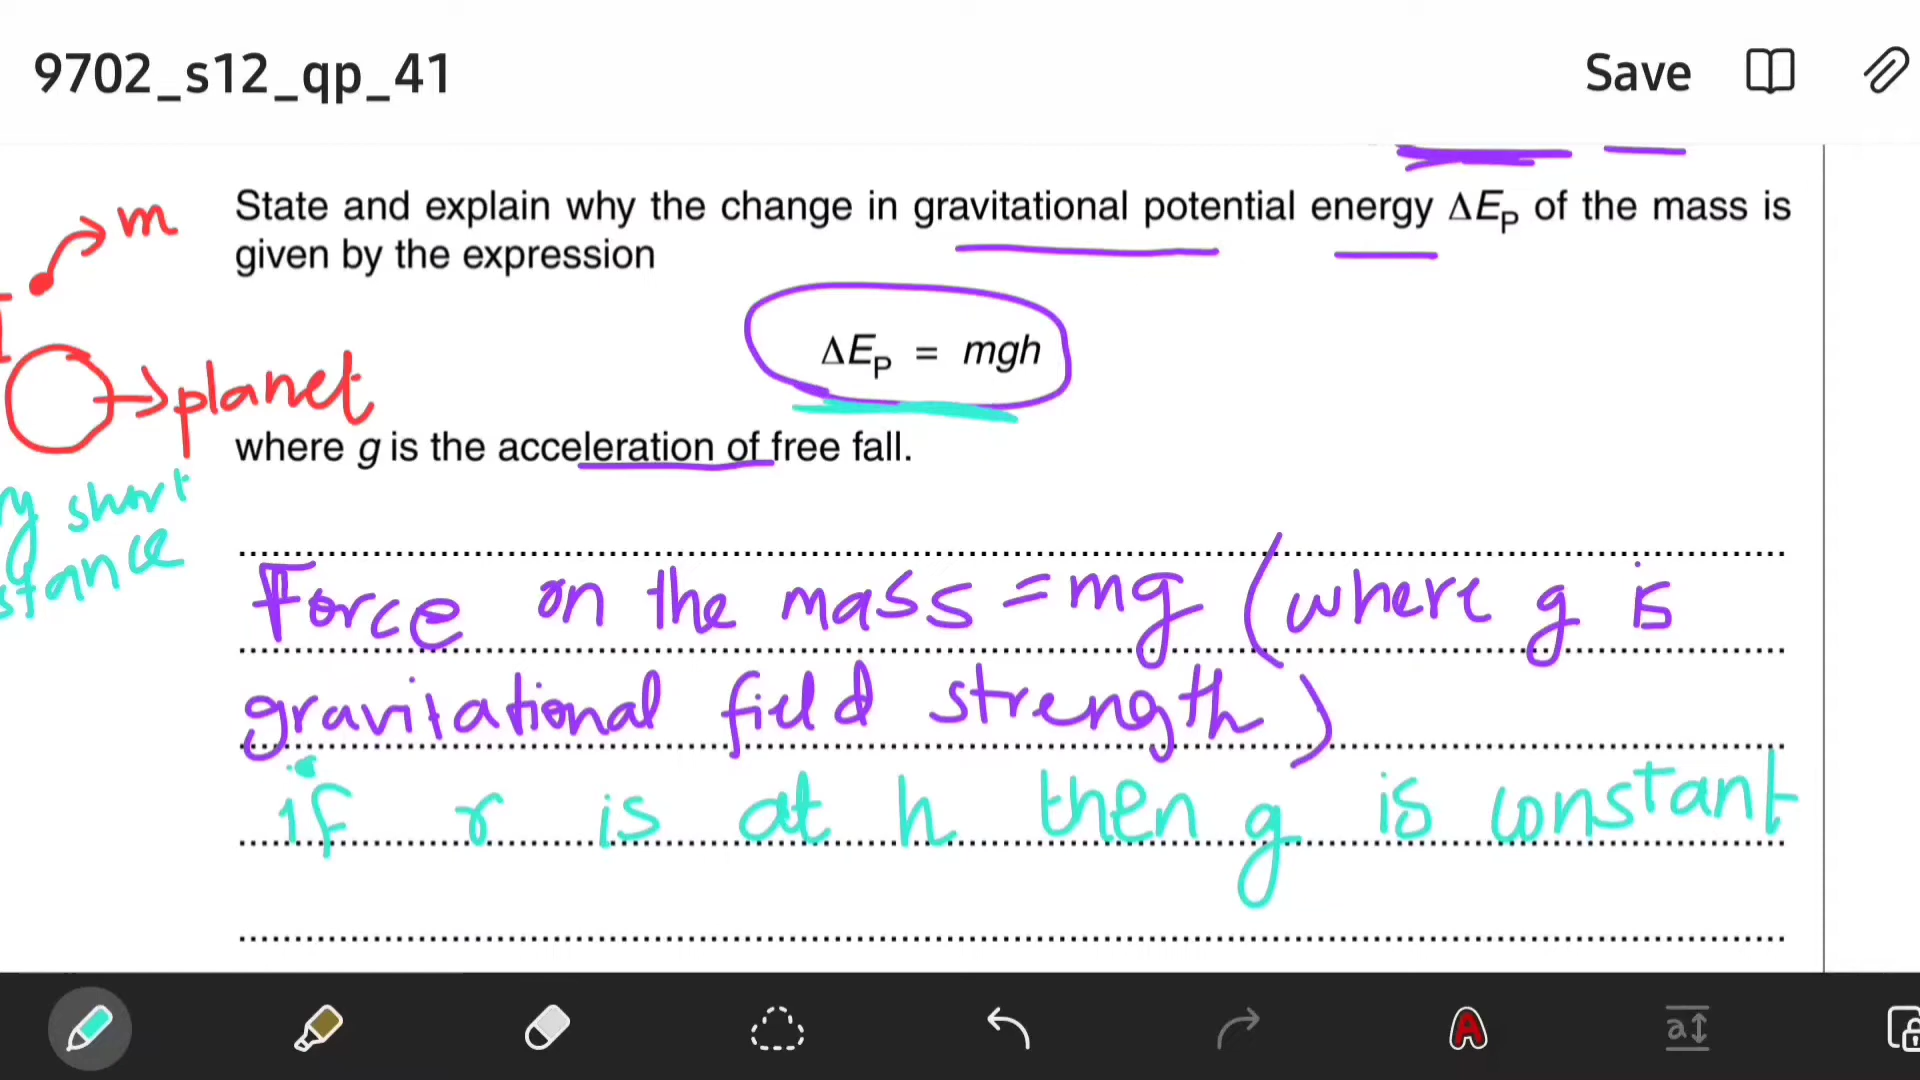 9702_s12_qp_41
Save
State and explain why the change in gravitational potential energy ΔEP of the mass is
given by the expression
ΔEP = mgh
where g is the acceleration of free fall.
m
planet
short
Force on the mass = mg (where g is
gravitational field strength)
if r is at h then g is constant